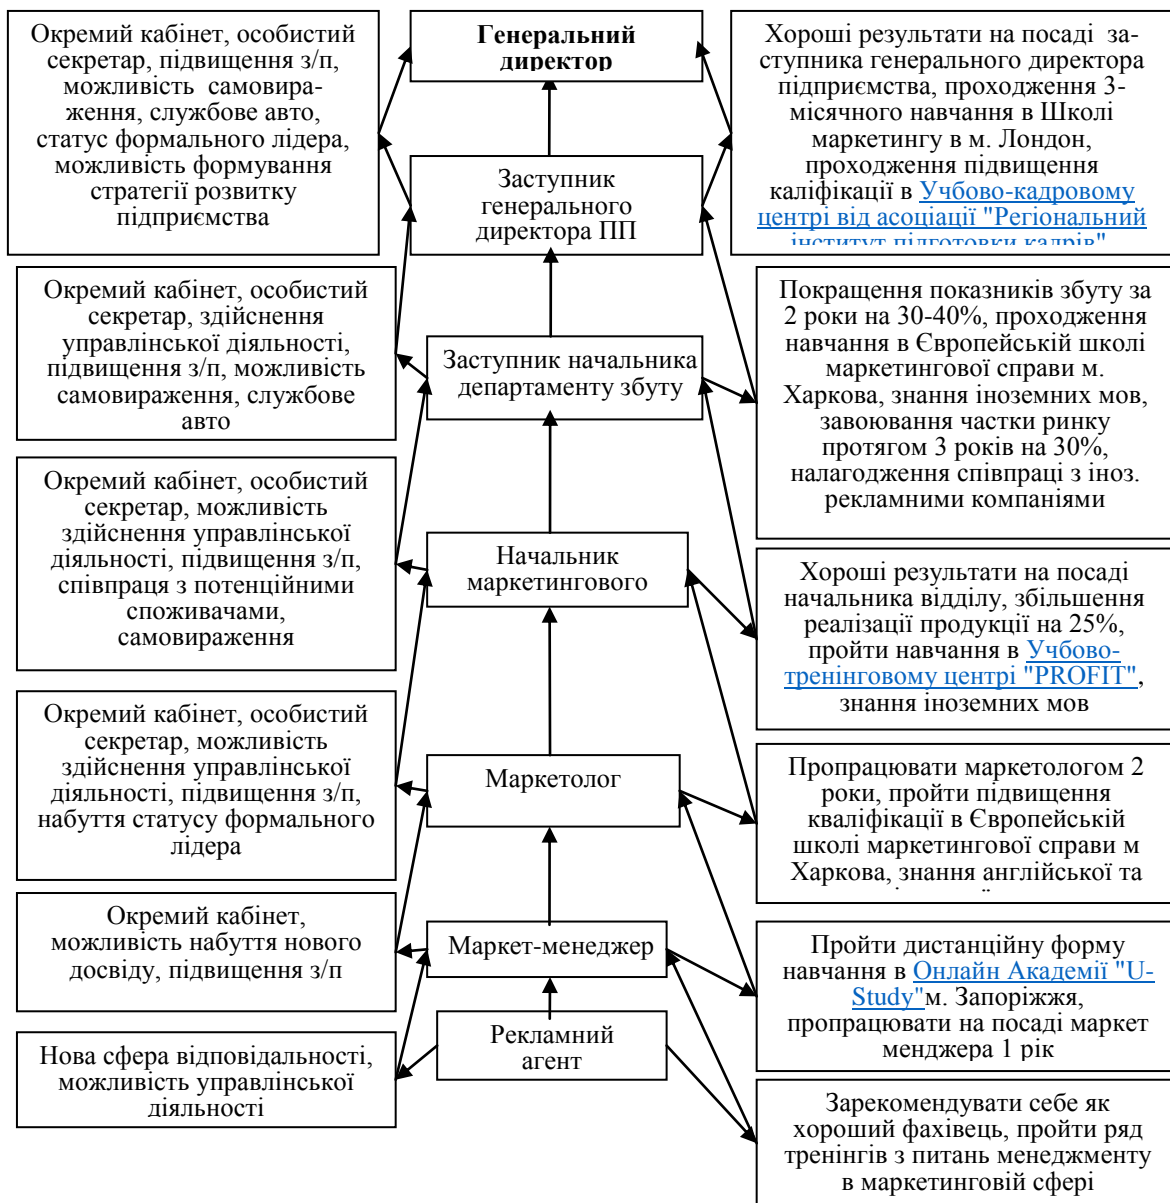 Окремий кабінет, особистий
секретар, підвищення з/п,
можливість самовира-
ження, службове авто,
статус формального лідера,
можливість формування
стратегії розвитку
підприємства
Генеральний
директор
Хороші результати на посаді за-
ступника генерального директора
підприємства, проходження 3-
місячного навчання в Школі
маркетингу в м. Лондон,
проходження підвищення
каліфікації в Учбово-кадровому
центрі від асоціації "Регіональний
інститут підготовки кадрів"
Заступник
генерального
директора ПП
Окремий кабінет, особистий
секретар, здійснення
управлінської діяльності,
підвищення з/п, можливість
самовираження, службове
авто
Заступник начальника
департаменту збуту
Покращення показників збуту за
2 роки на 30-40%, проходження
навчання в Європейській школі
маркетингової справи м.
Харкова, знання іноземних мов,
завоювання частки ринку
протягом 3 років на 30%,
налагодження співпраці з іноз.
рекламними компаніями
Окремий кабінет, особистий
секретар, можливість
здійснення управлінської
діяльності, підвищення з/п,
співпраця з потенційними
споживачами,
самовираження
Начальник
маркетингового
Хороші результати на посаді
начальника відділу, збільшення
реалізації продукції на 25%,
пройти навчання в Учбово-
тренінговому центрі "PROFIT",
знання іноземних мов
Окремий кабінет, особистий
секретар, можливість
здійснення управлінської
діяльності, підвищення з/п,
набуття статусу формального
лідера
Маркетолог
Пропрацювати маркетологом 2
роки, пройти підвищення
кваліфікації в Європейській
школі маркетингової справи м
Харкова, знання англійської та
Окремий кабінет,
можливість набуття нового
досвіду, підвищення з/п
Маркет-менеджер
Пройти дистанційну форму
навчання в Онлайн Академії "U-
Study"м. Запоріжжя,
пропрацювати на посаді маркет
менджера 1 рік
Нова сфера відповідальності,
можливість управлінської
діяльності
Рекламний
агент
Зарекомендувати себе як
хороший фахівець, пройти ряд
тренінгів з питань менеджменту
в маркетинговій сфері